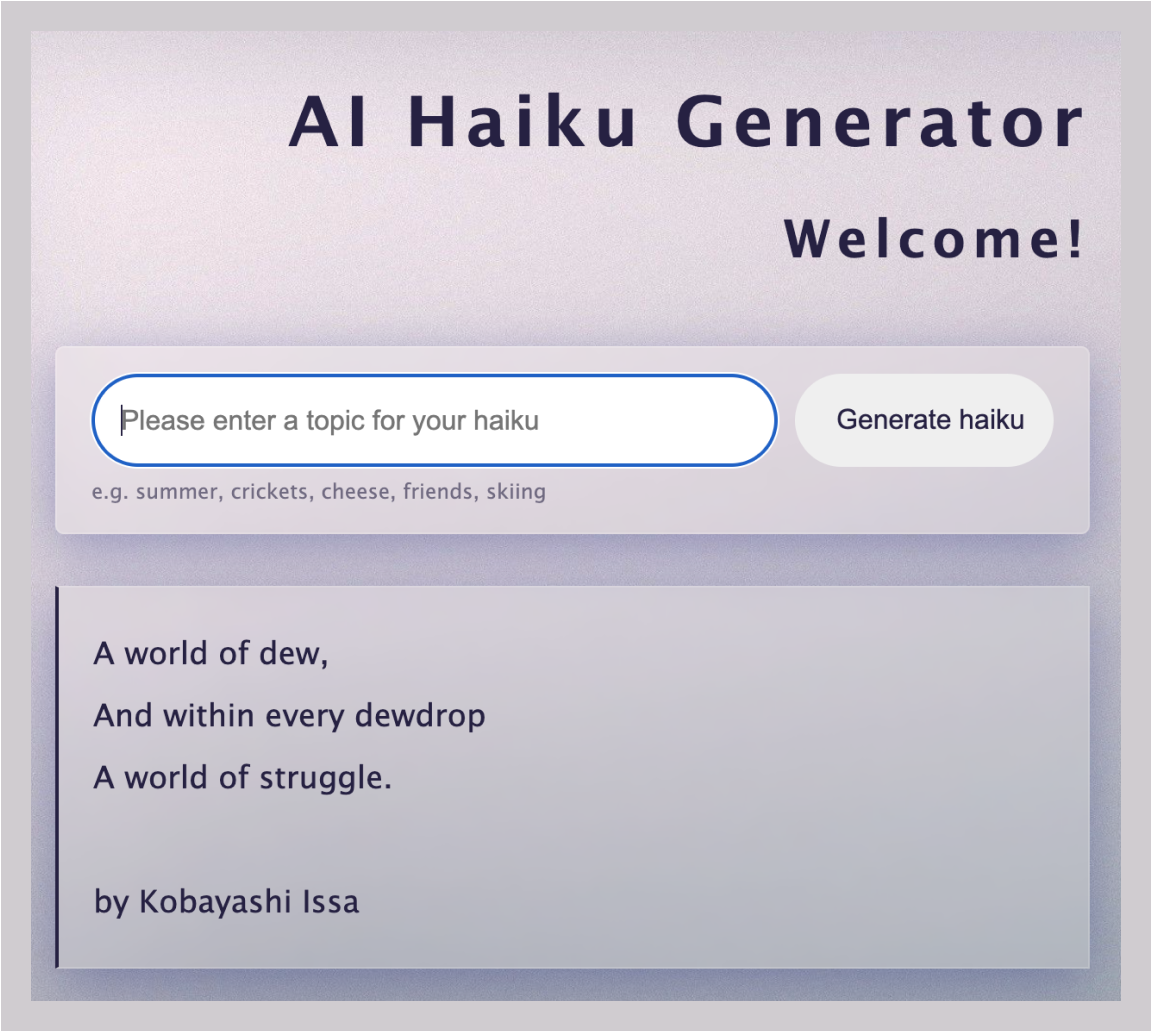 AI Haiku Generator
Welcome!
Please enter a topic for your haiku
Generate haiku
e.g. summer, crickets, cheese, friends, skiing
A world of dew,
And within every dewdrop
A world of struggle.
by Kobayashi Issa